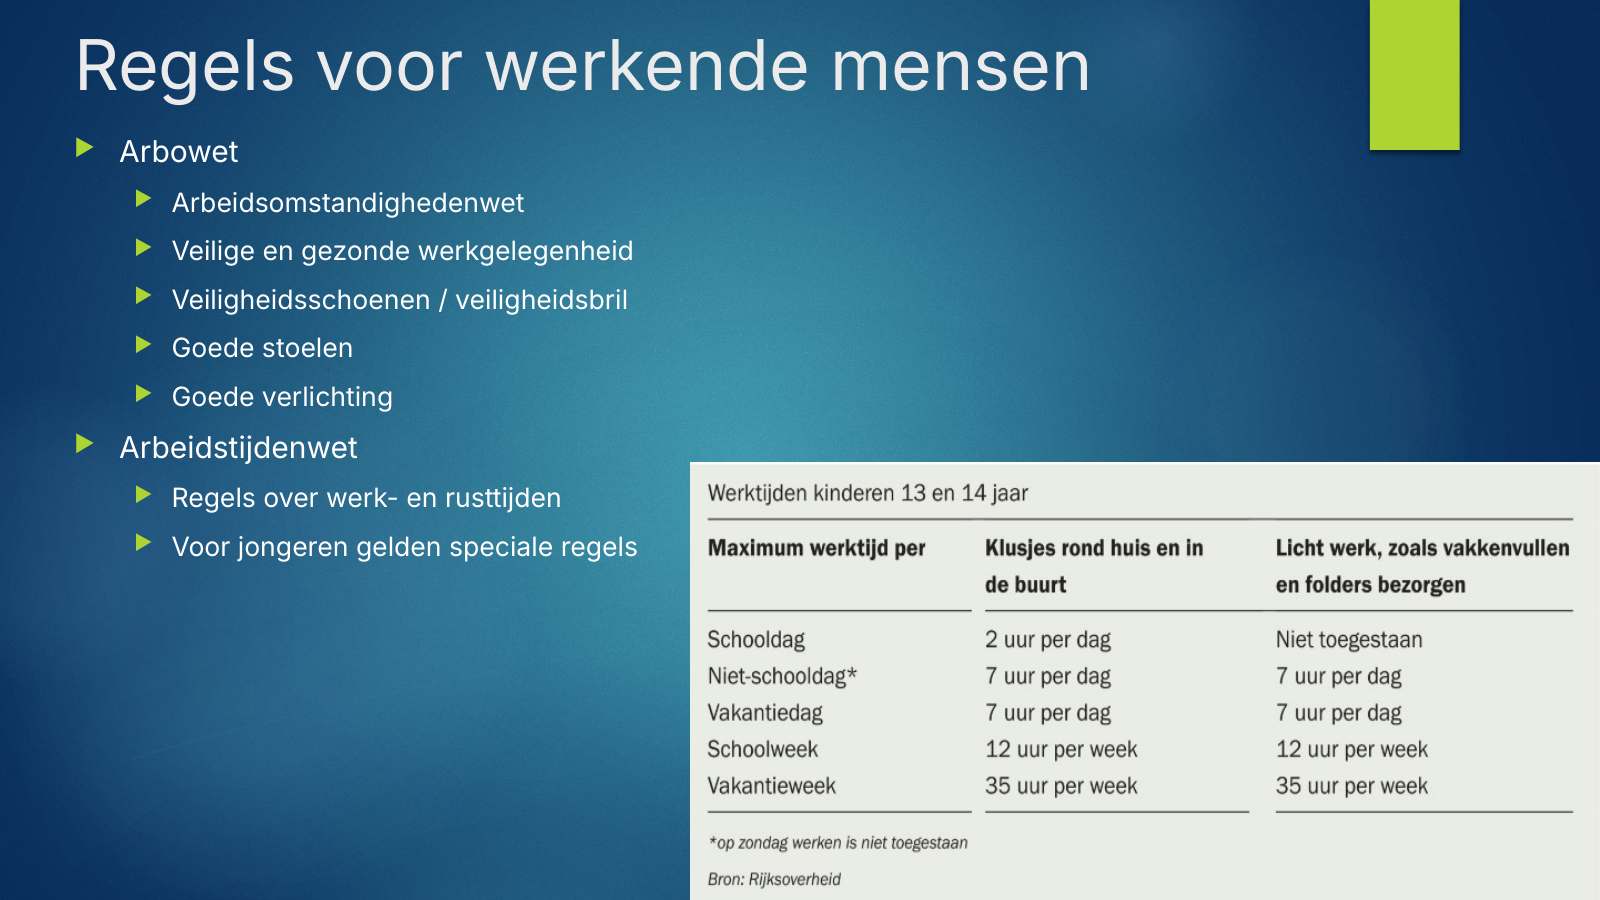 Regels voor werkende mensen
Arbowet
Arbeidsomstandighedenwet
Veilige en gezonde werkgelegenheid
Veiligheidsschoenen / veiligheidsbril
Goede stoelen
Goede verlichting
Arbeidstijdenwet
Regels over werk- en rusttijden
Voor jongeren gelden speciale regels
Werktijden kinderen 13 en 14 jaar
Maximum werktijd per Klusjes rond huis en in Licht werk, zoals vakkenvullen
de buurt en folders bezorgen
Schooldag 2 uur per dag Niet toegestaan
Niet-schooldag* 7 uur per dag 7 uur per dag
Vakantiedag 7 uur per dag 7 uur per dag
Schoolweek 12 uur per week 12 uur per week
Vakantieweek 35 uur per week 35 uur per week
*op zondag werken is niet toegestaan
Bron: Rijksoverheid